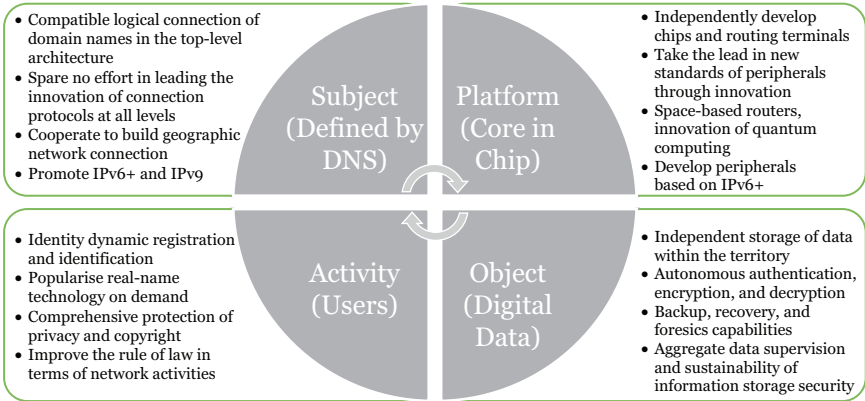 • Compatible logical connection of
domain names in the top-level
architecture
• Spare no effort in leading the
innovation of connection
protocols at all levels
• Cooperate to build geographic
network connection
• Promote IPv6+ and IPv9
Subject
(Defined by
DNS)
Platform
(Core in
Chip)
• Independently develop
chips and routing terminals
• Take the lead in new
standards of peripherals
through innovation
• Space-based routers,
innovation of quantum
computing
• Develop peripherals
based on IPv6+
• Identity dynamic registration
and identification
• Popularise real-name
technology on demand
• Comprehensive protection of
privacy and copyright
• Improve the rule of law in
terms of network activities
Activity
(Users)
Object
(Digital
Data)
• Independent storage of data
within the territory
• Autonomous authentication,
encryption, and decryption
• Backup, recovery, and
foresics capabilities
• Aggregate data supervision
and sustainability of
information storage security